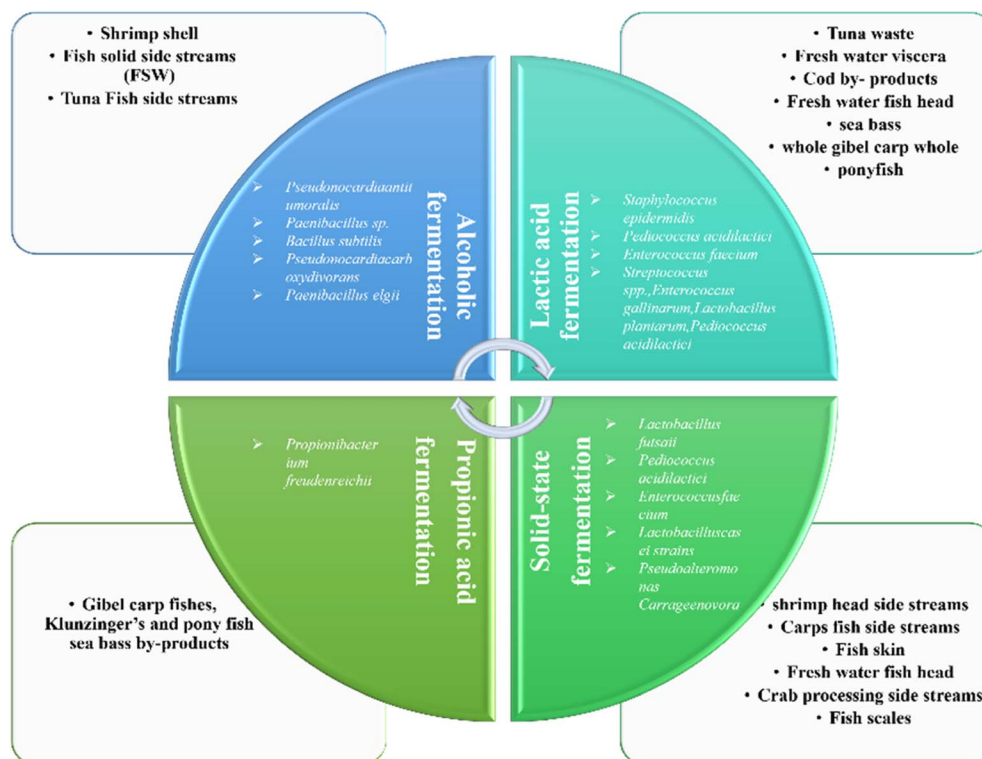 • Shrimp shell
• Fish solid side streams
(FSW)
• Tuna Fish side streams
• Tuna waste
• Fresh water viscera
• Cod by- products
• Fresh water fish head
• sea bass
• whole gibel carp whole
• ponyfish
➢ Pseudonocardiaantit
umoralis
➢ Paenibacillus sp.
➢ Bacillus subtilis
➢ Pseudonocardiacarb
oxydivorans
➢ Paenibacillus elgii
Alcoholic
fermentation
Lactic acid
fermentation
➢ Staphylococcus
epidermidis
➢ Pediococcus acidilactici
➢ Enterococcus faecium
➢ Streptococcus
spp.,Enterococcus
gallinarum,Lactobacillus
plantarum,Pediococcus
acidilactici
➢ Propionibacter
ium
freudenreichii
Propionic acid
fermentation
Solid-state
fermentation
➢ Lactobacillus
futsaii
➢ Pediococcus
acidilactici
➢ Enterococcusfae
cium
➢ Lactobacilluscas
ei strains
➢ Pseudoalteromo
nas
Carrageenovora
• Gibel carp fishes,
Klunzinger’s and pony fish
sea bass by-products
• shrimp head side streams
• Carps fish side streams
• Fish skin
• Fresh water fish head
• Crab processing side streams
• Fish scales